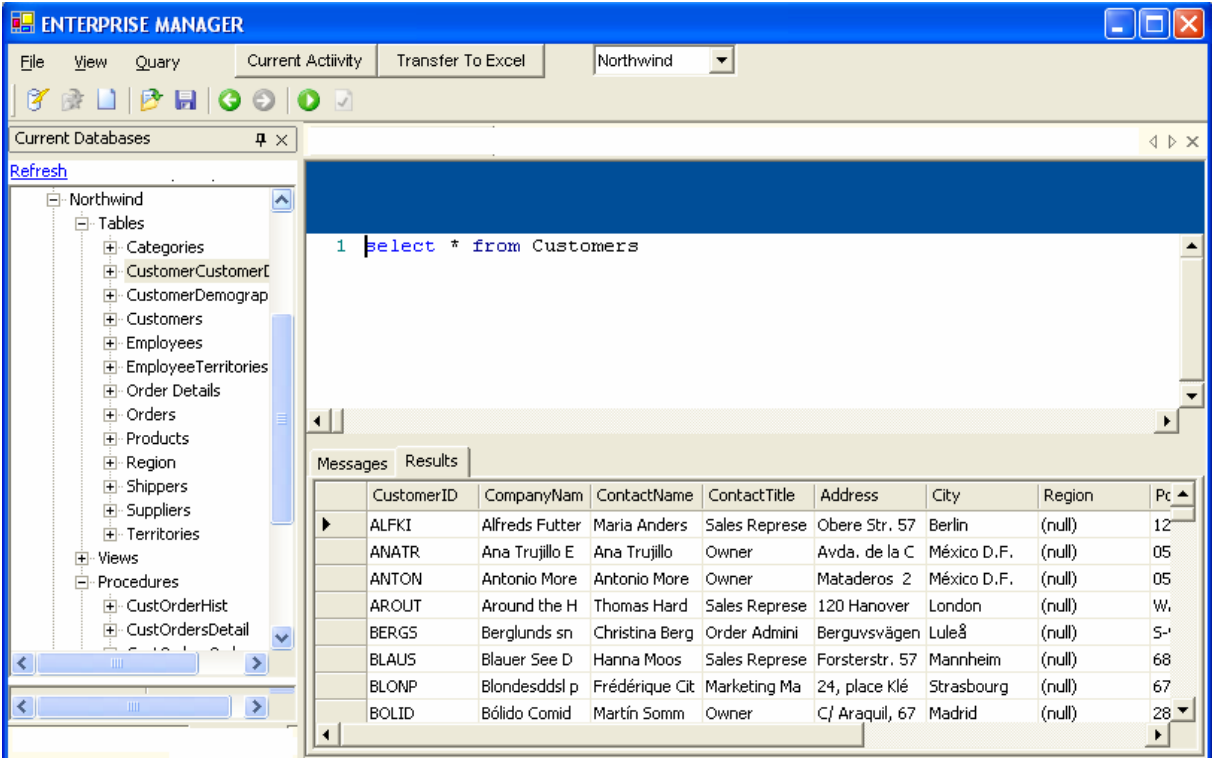 ENTERPRISE MANAGER
File View Quary Current Actiivity Transfer To Excel Northwind
Current Databases
Refresh
Northwind
Tables
Categories
CustomerCustomerD
CustomerDemograp
Customers
Employees
EmployeeTerritories
Order Details
Orders
Products
Region
Shippers
Suppliers
Territories
Views
Procedures
CustOrderHist
CustOrdersDetail
1 select * from Customers
Messages Results
CustomerID CompanyNam ContactName ContactTitle Address City Region
ALFKI Alfreds Futter Maria Anders Sales Represe Obere Str. 57 Berlin (null) 12
ANATR Ana Trujillo E Ana Trujillo Owner Avda. de la C México D.F. (null) 05
ANTON Antonio More Antonio More Owner Mataderos 2 México D.F. (null) 05
AROUT Around the H Thomas Hard Sales Represe 120 Hanover London (null)
BERGS Berglunds sn Christina Berg Order Admini Berguvsvägen Luleå (null)
BLAUS Blauer See D Hanna Moos Sales Represe Forsterstr. 57 Mannheim (null) 68
BLONP Blondesddsl p Frédérique Cit Marketing Ma 24, place Klé Strasbourg (null) 67
BOLID Bólido Comid Martín Somm Owner C/ Araquil, 67 Madrid (null) 28